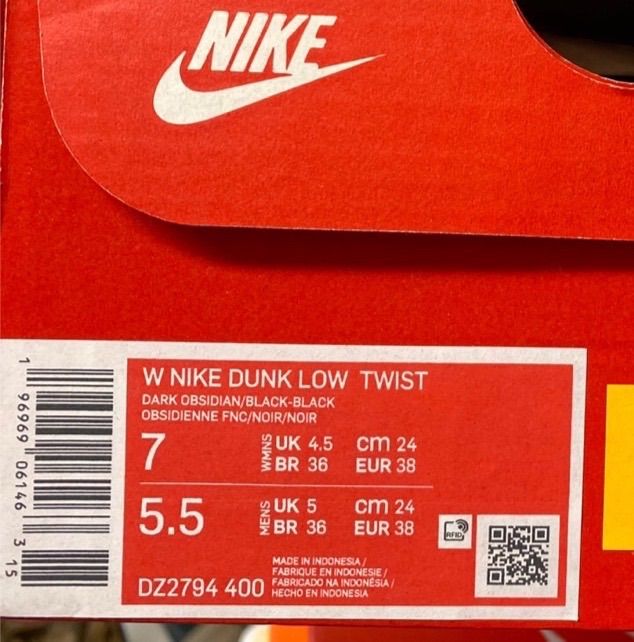 NIKE
W NIKE DUNK LOW TWIST
DARK OBSIDIAN/BLACK-BLACK
OBSIDIENNE FNC/NOIR/NOIR
7 WMNS UK 4.5 cm 24
BR 36 EUR 38
5.5 MENS UK 5 cm 24
BR 36 EUR 38
RFID
MADE IN INDONESIA /
FABRIQUE EN INDONESIE /
FABRICADO NA INDONÉSIA /
DZ2794 400 HECHO EN INDONESIA
1 96969 06146 3 15